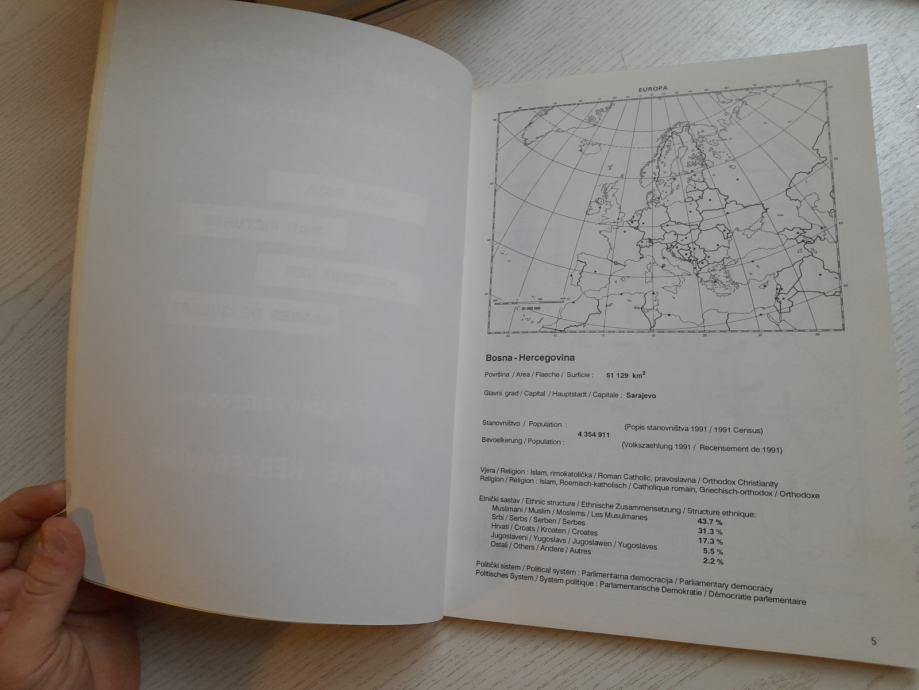 EUROPA
Bosna - Hercegovina
Površina / Area / Flaeche / Surficie : 51 129 km²
Glavni grad / Capital / Hauptstadt / Capitale : Sarajevo
Stanovništvo / Population : (Popis stanovništva 1991 / 1991 Census)
4 354 911
Bevoelkerung / Population : (Volkszaehlung 1991 / Recensement de 1991)
Vjera / Religion : Islam, rimokatolička / Roman Catholic, pravoslavna / Orthodox Christianity
Religion / Religion : Islam, Roemisch-katholisch / Catholique romain, Griechisch-orthodox / Orthodoxe
Etnički sastav / Ethnic structure / Ethnische Zusammensetzung / Structure ethnique:
Muslimani / Muslim / Moslems / Les Musulmanes 43.7 %
Srbi / Serbs / Serben / Serbes 31.3 %
Hrvati / Croats / Kroaten / Croates 17.3 %
Jugoslaveni / Yugoslavs / Jugoslawen / Yugoslaves 5.5 %
Ostali / Others / Andere / Autres 2.2 %
Politički sistem / Political system : Parlimentarna democracija / Parliamentary democracy
Politisches System / System politique : Parlamentarische Demokratie / Démocratie parlementaire
5